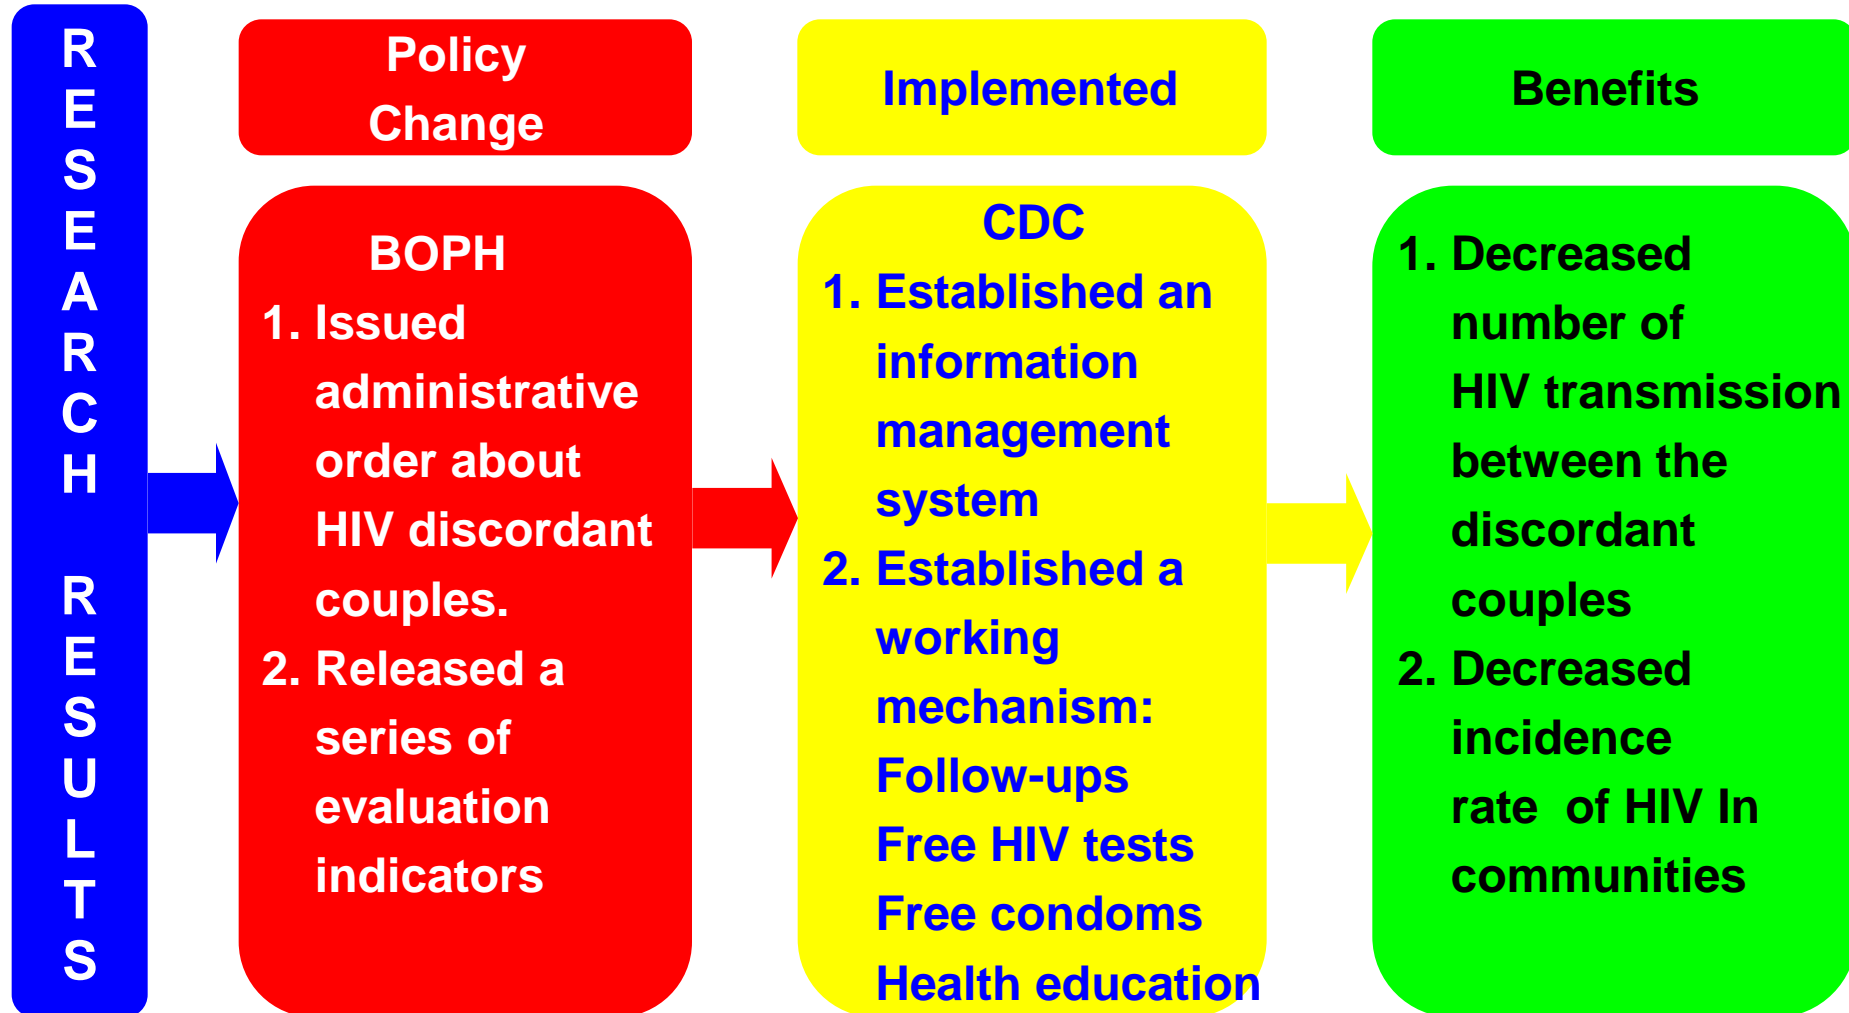 RESEARCH RESULTS
Policy
Change
Implemented
Benefits
BOPH
1. Issued
administrative
order about
HIV discordant
couples.
2. Released a
series of
evaluation
indicators
CDC
1. Established an
information
management
system
2. Established a
working
mechanism:
Follow-ups
Free HIV tests
Free condoms
Health education
1. Decreased
number of
HIV transmission
between the
discordant
couples
2. Decreased
incidence
rate of HIV In
communities